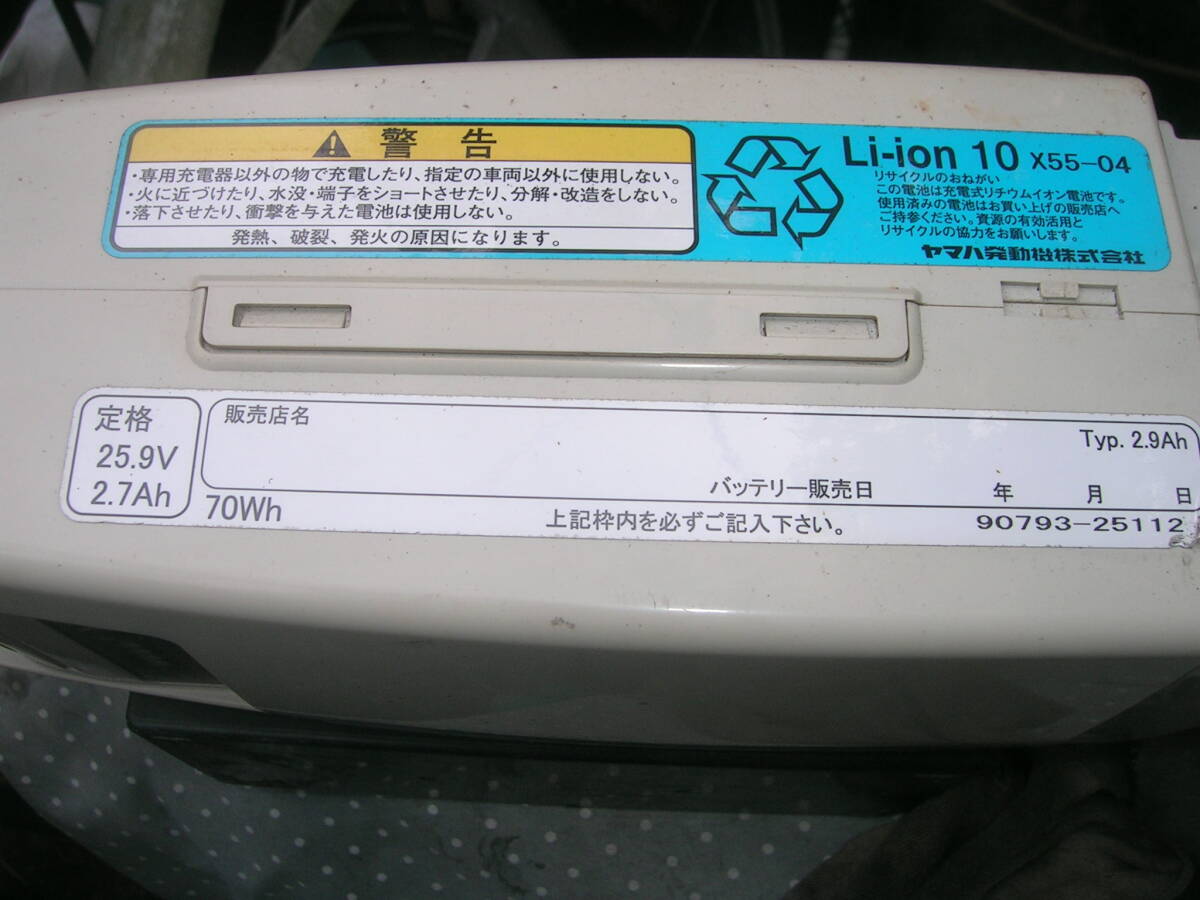 警告
・専用充電器以外の物で充電したり、指定の車両以外に使用しない。
・火に近づけたり、水没・端子をショートさせたり、分解・改造をしない。
・落下させたり、衝撃を与えた電池は使用しない。
発熱、破裂、発火の原因になります。
Li-ion 10 X55-04
リサイクルのおねがい
この電池は充電式リチウムイオン電池です。
使用済みの電池はお買い上げの販売店へ
ご持参ください。資源の有効活用と
リサイクルの協力をお願いします。
ヤマハ発動機株式会社
定格
25.9V
2.7Ah
販売店名
Typ. 2.9Ah
バッテリー販売日 年 月 日
70Wh
上記枠内を必ずご記入下さい。
90793-25112